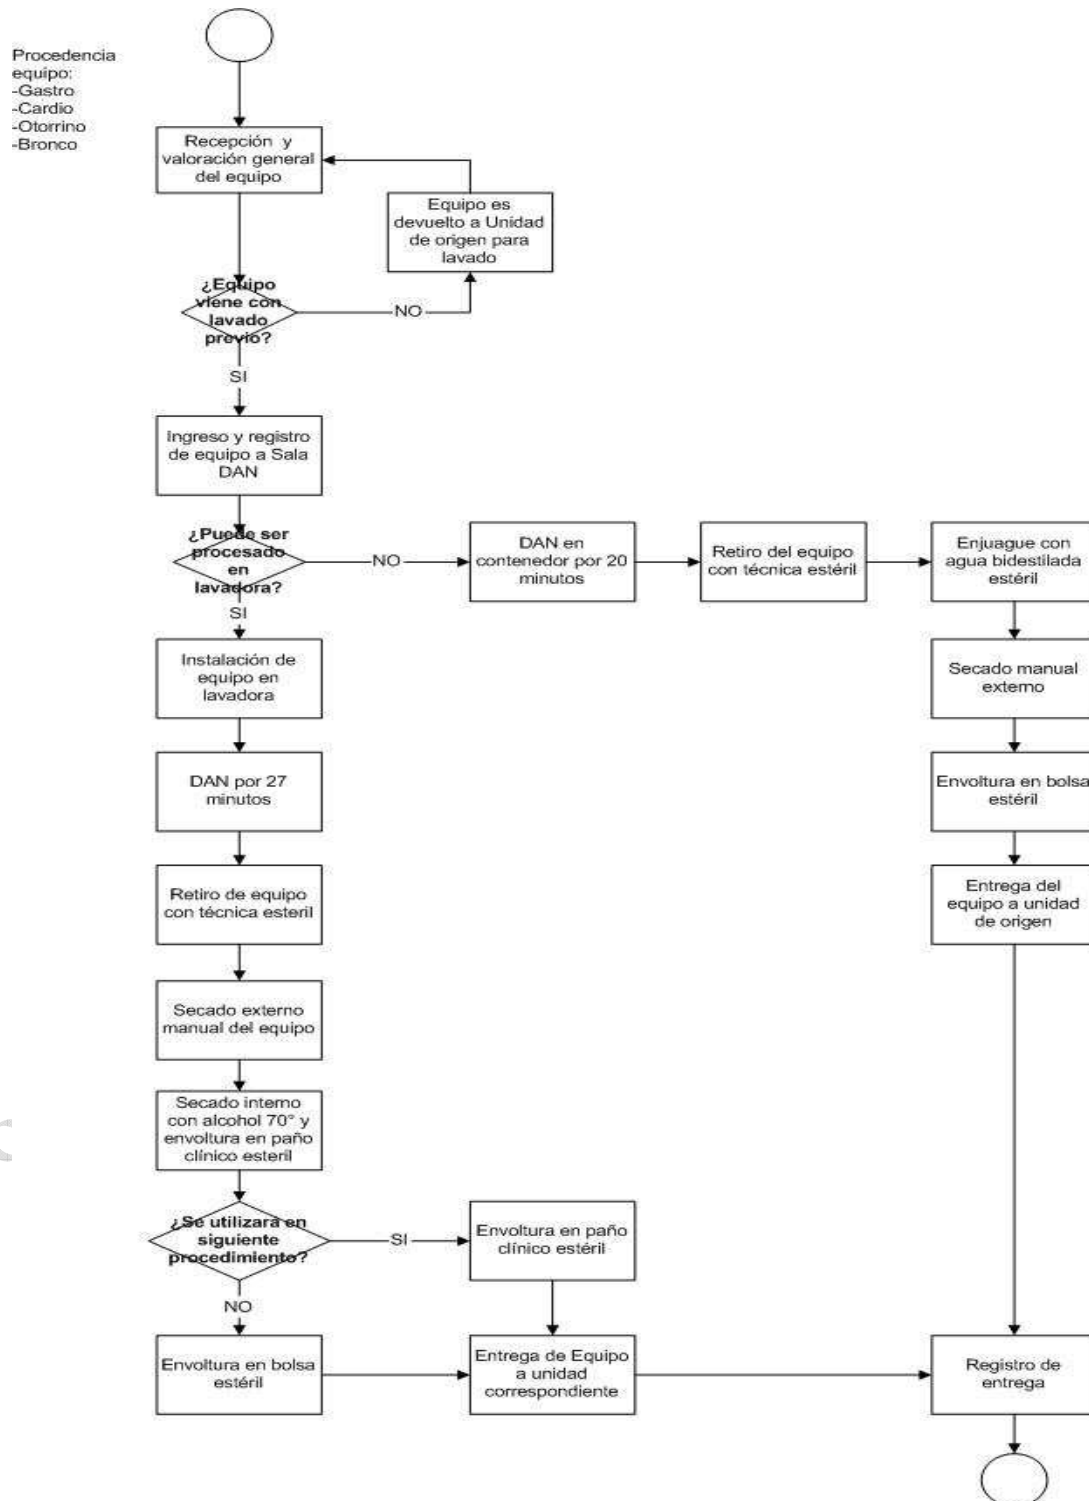 Procedencia
equipo:
-Gastro
-Cardio
-Otorrino
-Bronco
Recepción y
valoración general
del equipo
Equipo es
devuelto a Unidad
de origen para
lavado
¿Equipo
viene con
lavado
previo?
NO
SI
Ingreso y registro
de equipo a Sala
DAN
¿Puede ser
procesado
en
lavadora?
NO
DAN en
contenedor por 20
minutos
Retiro del equipo
con técnica estéril
Enjuague con
agua bidestilada
estéril
SI
Instalación de
equipo en
lavadora
Secado manual
externo
DAN por 27
minutos
Envoltura en bolsa
estéril
Retiro de equipo
con técnica esteril
Entrega del
equipo a unidad
de origen
Secado externo
manual del equipo
Secado interno
con alcohol 70° y
envoltura en paño
clínico esteril
¿Se utilizara en
siguiente
procedimiento?
SI
Envoltura en paño
clínico estéril
NO
Envoltura en bolsa
estéril
Entrega de Equipo
a unidad
correspondiente
Registro de
entrega